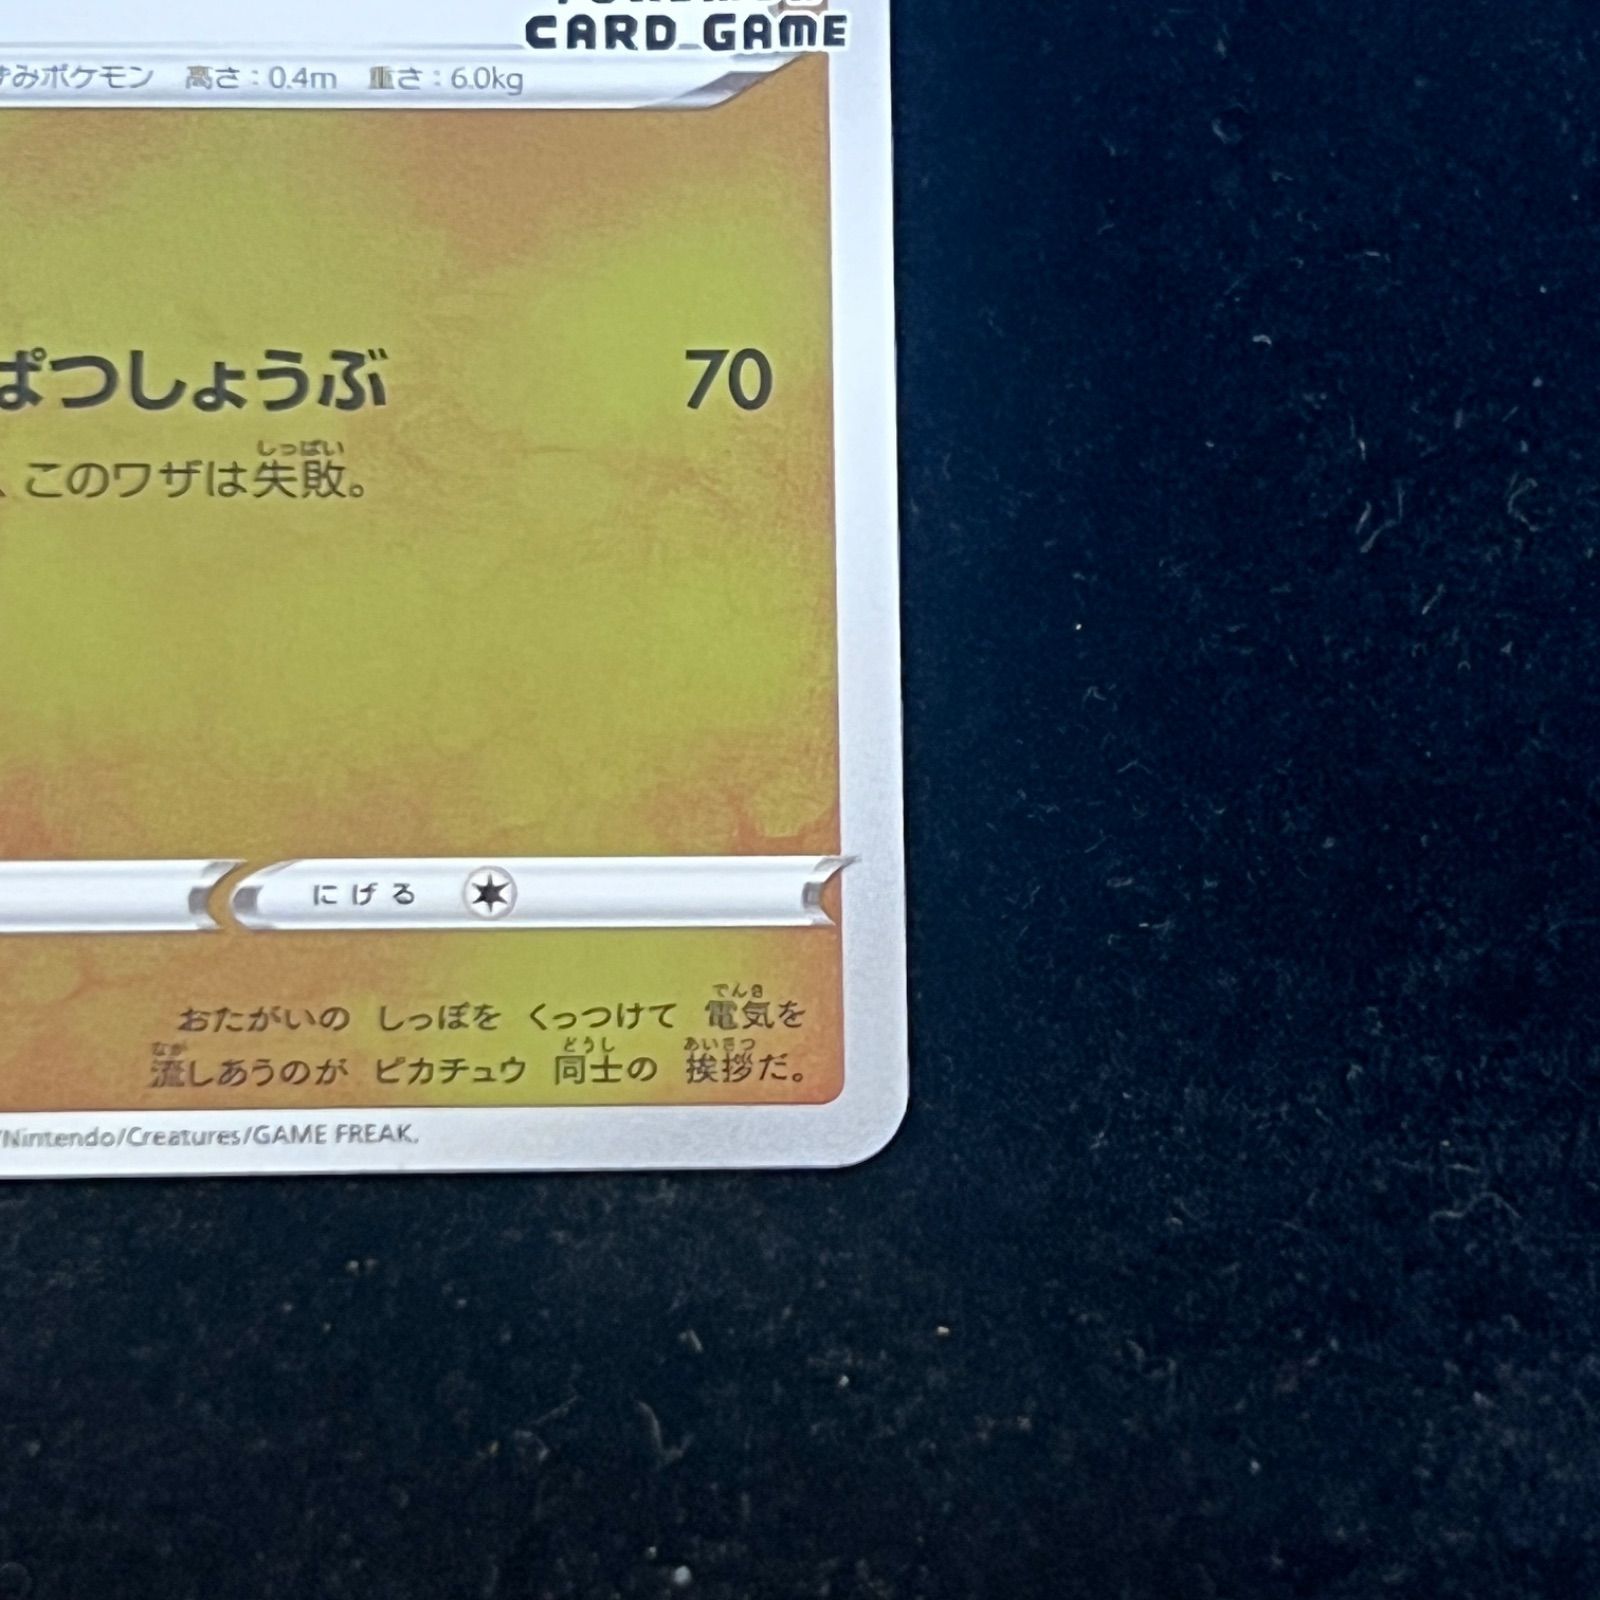 CARD GAME
ずみポケモン 高さ:0.4m 重さ:6.0kg
ぱつしょうぶ 70
しっぱい
、このワザは失敗。
にげる
でんき
おたがいの しっぽを くっつけて 電気を
なが どうし あいさつ
流しあうのが ピカチュウ 同士の 挨拶だ。
/Nintendo/Creatures/GAME FREAK.